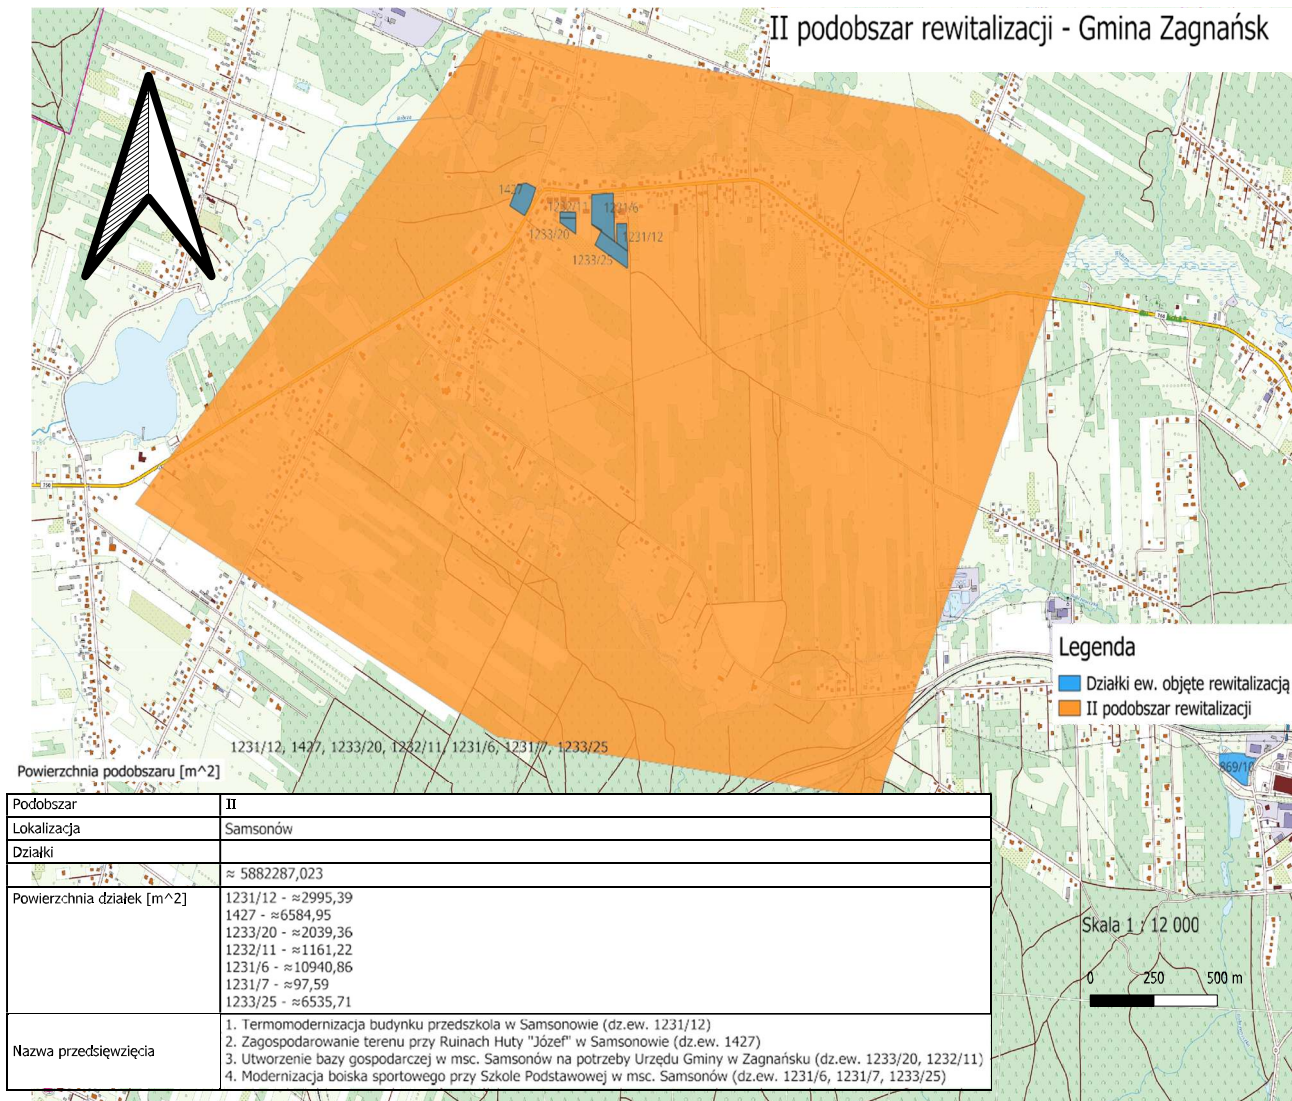 II podobszar rewitalizacji - Gmina Zagnańsk
1427
1232/11
1231/6
1233/20
1231/12
1233/25
750
750
Legenda
Działki ew. objęte rewitalizacją
II podobszar rewitalizacji
869/10
1231/12, 1427, 1233/20, 1232/11, 1231/6, 1231/7, 1233/25
Powierzchnia podobszaru [m^2]
Podobszar II
Lokalizacja Samsonów
Działki
≈ 5882287,023
Powierzchnia działek [m^2]
1231/12 - ≈2995,39
1427 - ≈6584,95
1233/20 - ≈2039,36
1232/11 - ≈1161,22
1231/6 - ≈10940,86
1231/7 - ≈97,59
1233/25 - ≈6535,71
Nazwa przedsięwzięcia
1. Termomodernizacja budynku przedszkola w Samsonowie (dz.ew. 1231/12)
2. Zagospodarowanie terenu przy Ruinach Huty "Józef" w Samsonowie (dz.ew. 1427)
3. Utworzenie bazy gospodarczej w msc. Samsonów na potrzeby Urzędu Gminy w Zagnańsku (dz.ew. 1233/20, 1232/11)
4. Modernizacja boiska sportowego przy Szkole Podstawowej w msc. Samsonów (dz.ew. 1231/6, 1231/7, 1233/25)
Skala 1 : 12 000
0 250 500 m